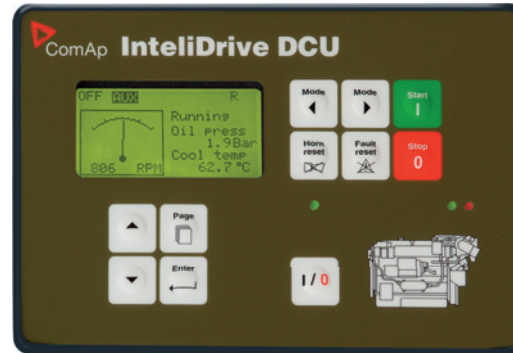 ComAp InteliDrive DCU
OFF AUX R
Running
Oil press
1.9Bar
Cool temp
62.7 °C
806 RPM
Mode
Mode
Start
I
Horn
reset
Fault
reset
Stop
0
Page
Enter
I/0